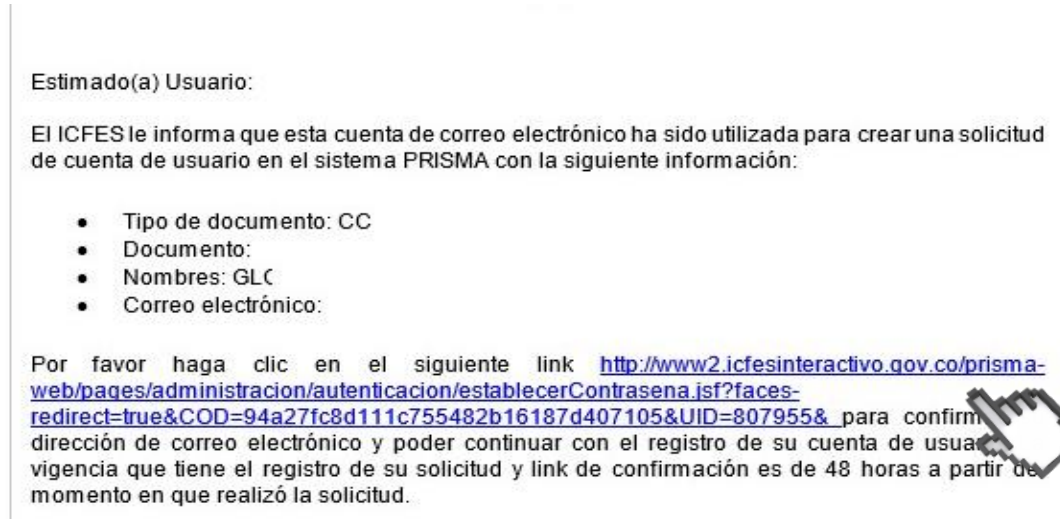 Estimado(a) Usuario:
El ICFES le informa que esta cuenta de correo electrónico ha sido utilizada para crear una solicitud
de cuenta de usuario en el sistema PRISMA con la siguiente información:
• Tipo de documento: CC
• Documento:
• Nombres: GLC
• Correo electrónico:
Por favor haga clic en el siguiente link http://www2.icfesinteractivo.gov.co/prisma-
web/pages/administracion/autenticacion/establecerContrasena.jsf?faces-
redirect=true&COD=94a27fc8d111c755482b16187d407105&UID=807955& para confirm
dirección de correo electrónico y poder continuar con el registro de su cuenta de usua
vigencia que tiene el registro de su solicitud y link de confirmación es de 48 horas a partir de
momento en que realizó la solicitud.